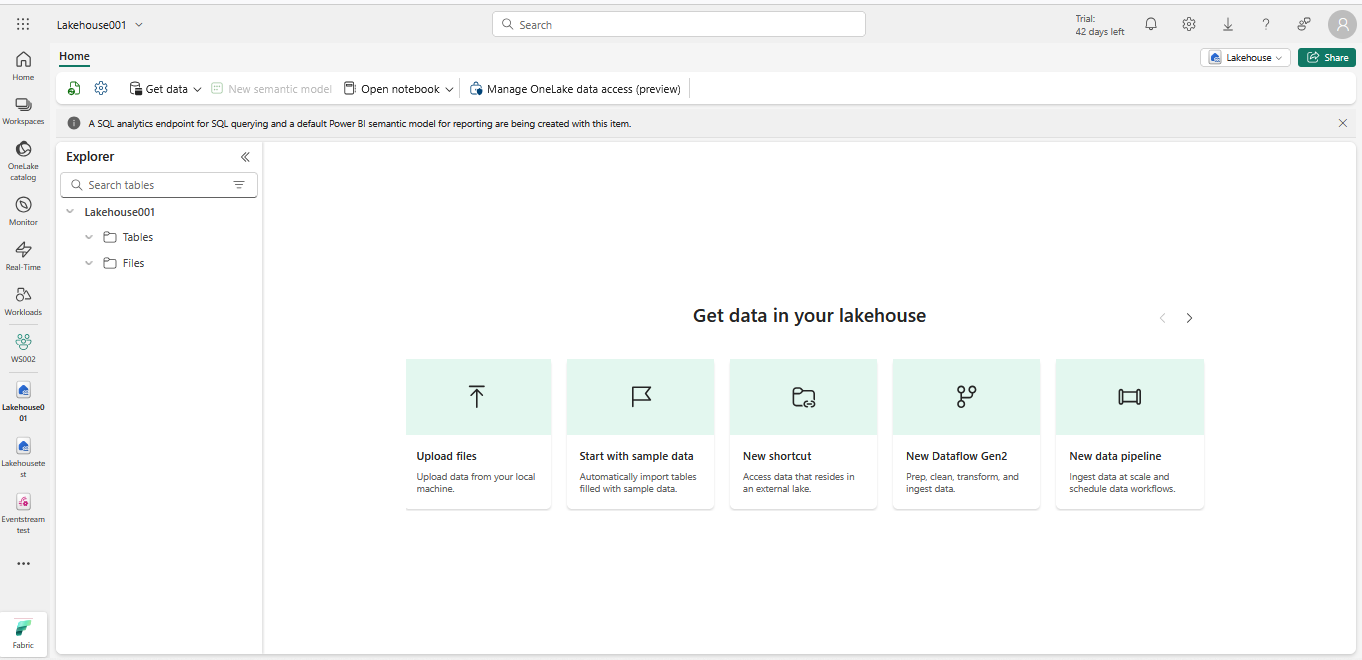 Lakehouse001
Search
Trial:
42 days left
Home
Workspaces
OneLake
catalog
Monitor
Real-Time
Workloads
WS002
Lakehouse0
01
Lakehousete
st
Eventstream
test
Fabric
Home
Lakehouse
Share
Get data
New semantic model
Open notebook
Manage OneLake data access (preview)
A SQL analytics endpoint for SQL querying and a default Power BI semantic model for reporting are being created with this item.
Explorer
Search tables
Lakehouse001
Tables
Files
Get data in your lakehouse
Upload files
Upload data from your local
machine.
Start with sample data
Automatically import tables
filled with sample data.
New shortcut
Access data that resides in
an external lake.
New Dataflow Gen2
Prep, clean, transform, and
ingest data.
New data pipeline
Ingest data at scale and
schedule data workflows.